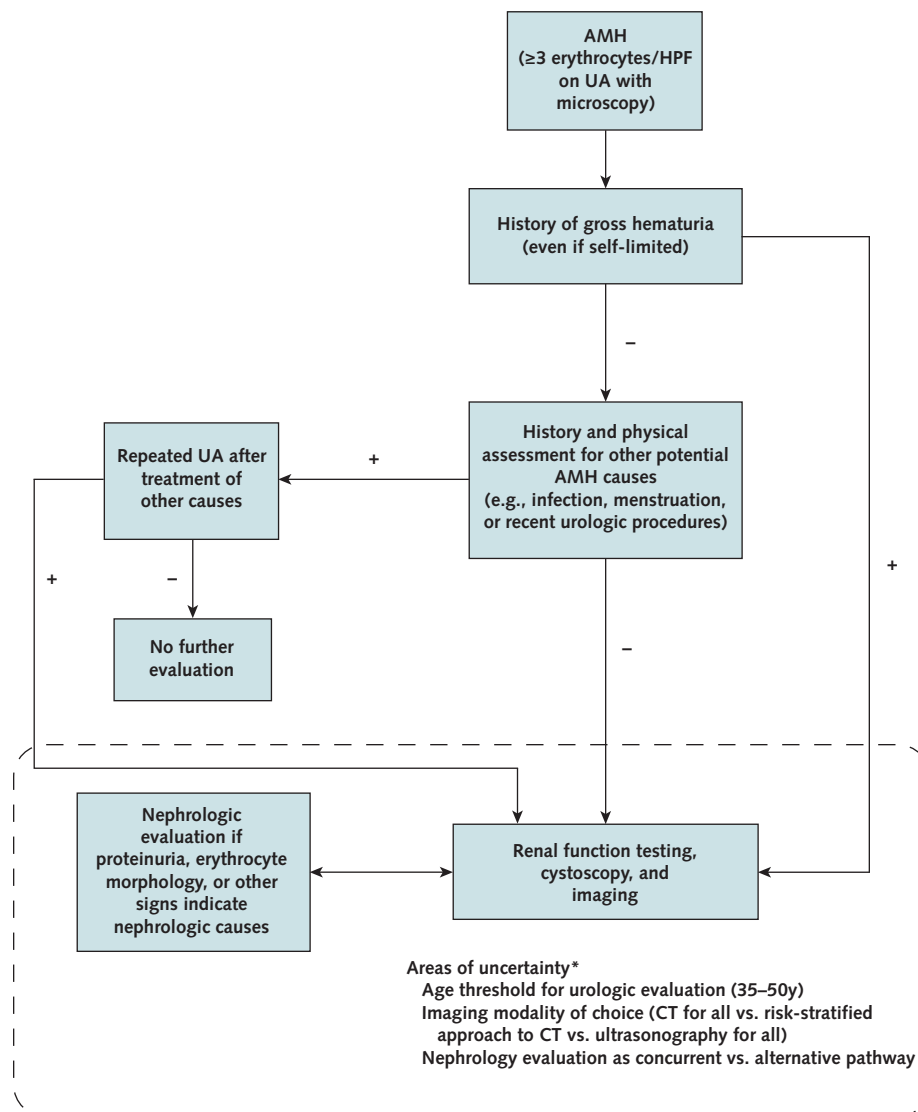 AMH
(≥3 erythrocytes/HPF
on UA with
microscopy)
History of gross hematuria
(even if self-limited)
–
+
History and physical
assessment for other potential
AMH causes
(e.g., infection, menstruation,
or recent urologic procedures)
+
Repeated UA after
treatment of
other causes
+
–
No further
evaluation
–
Nephrologic
evaluation if
proteinuria, erythrocyte
morphology, or other
signs indicate
nephrologic causes
Renal function testing,
cystoscopy, and
imaging
Areas of uncertainty*
Age threshold for urologic evaluation (35–50y)
Imaging modality of choice (CT for all vs. risk-stratified
approach to CT vs. ultrasonography for all)
Nephrology evaluation as concurrent vs. alternative pathway